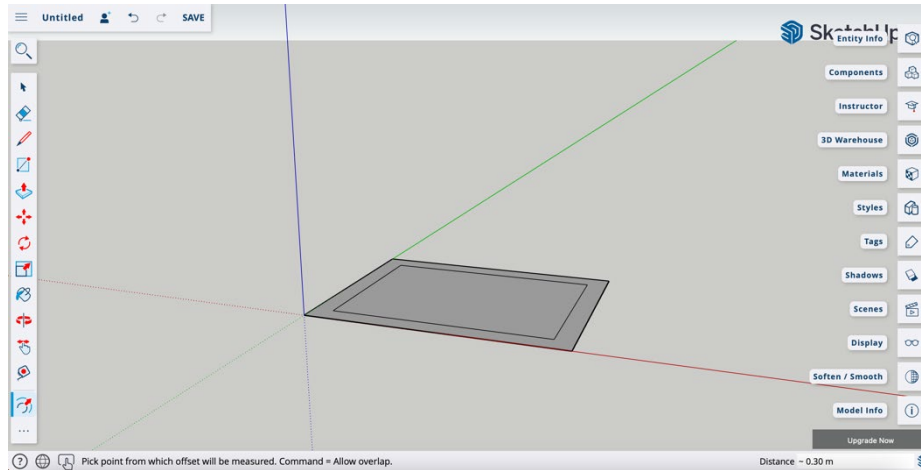 Untitled
SAVE
SketchUp
Entity Info
Components
Instructor
3D Warehouse
Materials
Styles
Tags
Shadows
Scenes
Display
Soften / Smooth
Model Info
Upgrade Now
Pick point from which offset will be measured. Command = Allow overlap.
Distance ~ 0.30 m